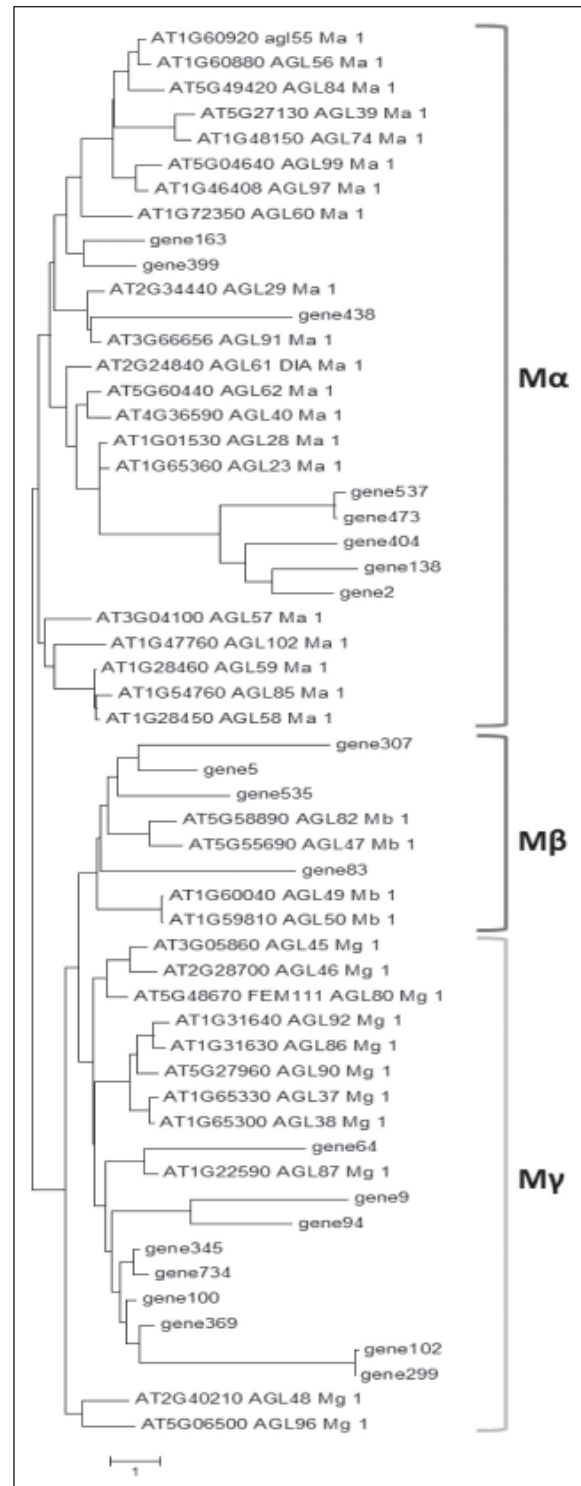 AT1G60920 agl55 Ma 1
AT1G60880 AGL56 Ma 1
AT5G49420 AGL84 Ma 1
AT5G27130 AGL39 Ma 1
AT1G48150 AGL74 Ma 1
AT5G04640 AGL99 Ma 1
AT1G46408 AGL97 Ma 1
AT1G72350 AGL60 Ma 1
gene163
gene399
AT2G34440 AGL29 Ma 1
gene438
AT3G66656 AGL91 Ma 1
AT2G24840 AGL61 DIA Ma 1
AT5G60440 AGL62 Ma 1
AT4G36590 AGL40 Ma 1
AT1G01530 AGL28 Ma 1
AT1G65360 AGL23 Ma 1
gene537
gene473
gene404
gene138
gene2
AT3G04100 AGL57 Ma 1
AT1G47760 AGL102 Ma 1
AT1G28460 AGL59 Ma 1
AT1G54760 AGL85 Ma 1
AT1G28450 AGL58 Ma 1
Mα
gene307
gene5
gene535
AT5G58890 AGL82 Mb 1
AT5G55690 AGL47 Mb 1
gene83
AT1G60040 AGL49 Mb 1
AT1G59810 AGL50 Mb 1
Mβ
AT3G05860 AGL45 Mg 1
AT2G28700 AGL46 Mg 1
AT5G48670 FEM111 AGL80 Mg 1
AT1G31640 AGL92 Mg 1
AT1G31630 AGL86 Mg 1
AT5G27960 AGL90 Mg 1
AT1G65330 AGL37 Mg 1
AT1G65300 AGL38 Mg 1
gene64
AT1G22590 AGL87 Mg 1
gene9
gene94
gene345
gene734
gene100
gene369
gene102
gene299
AT2G40210 AGL48 Mg 1
AT5G06500 AGL96 Mg 1
Mγ
1